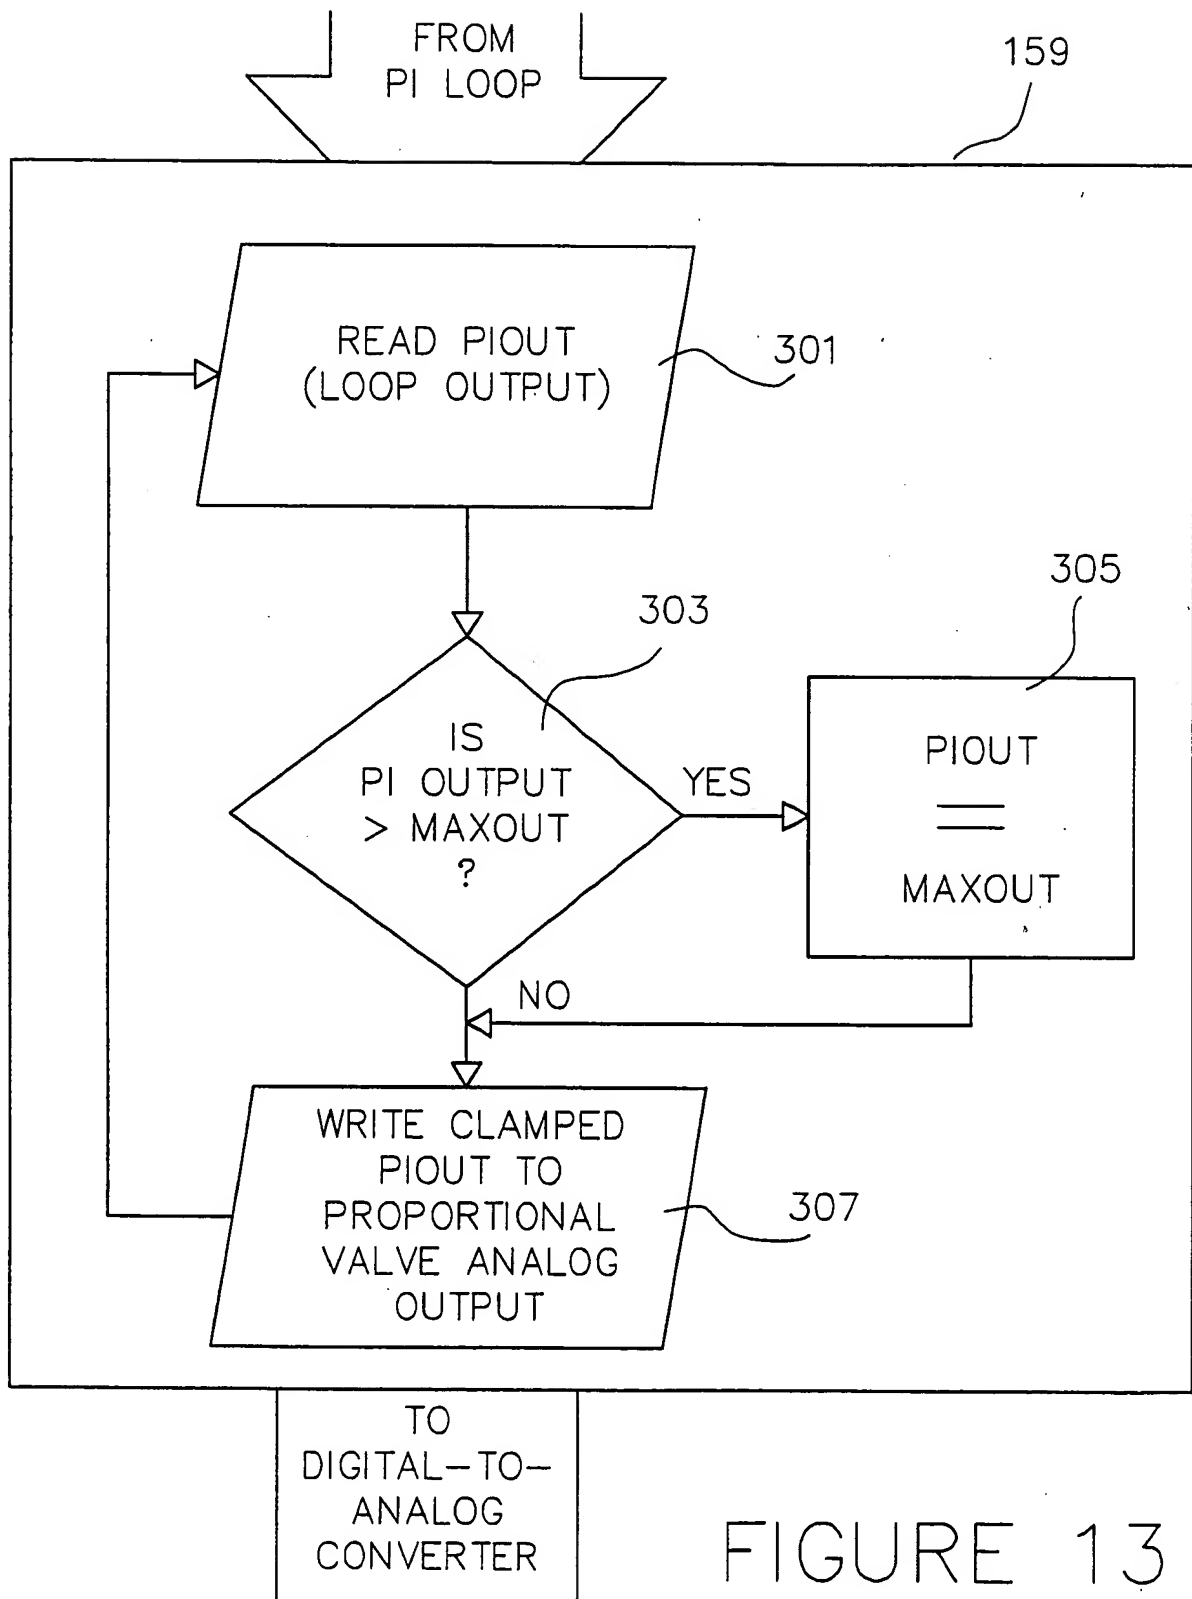 FROM
PI LOOP
159
READ PIOUT
(LOOP OUTPUT)
301
303
305
IS
PI OUTPUT
> MAXOUT
?
YES
PIOUT
=
MAXOUT
NO
WRITE CLAMPED
PIOUT TO
PROPORTIONAL
VALVE ANALOG
OUTPUT
307
TO
DIGITAL-TO-
ANALOG
CONVERTER
FIGURE 13